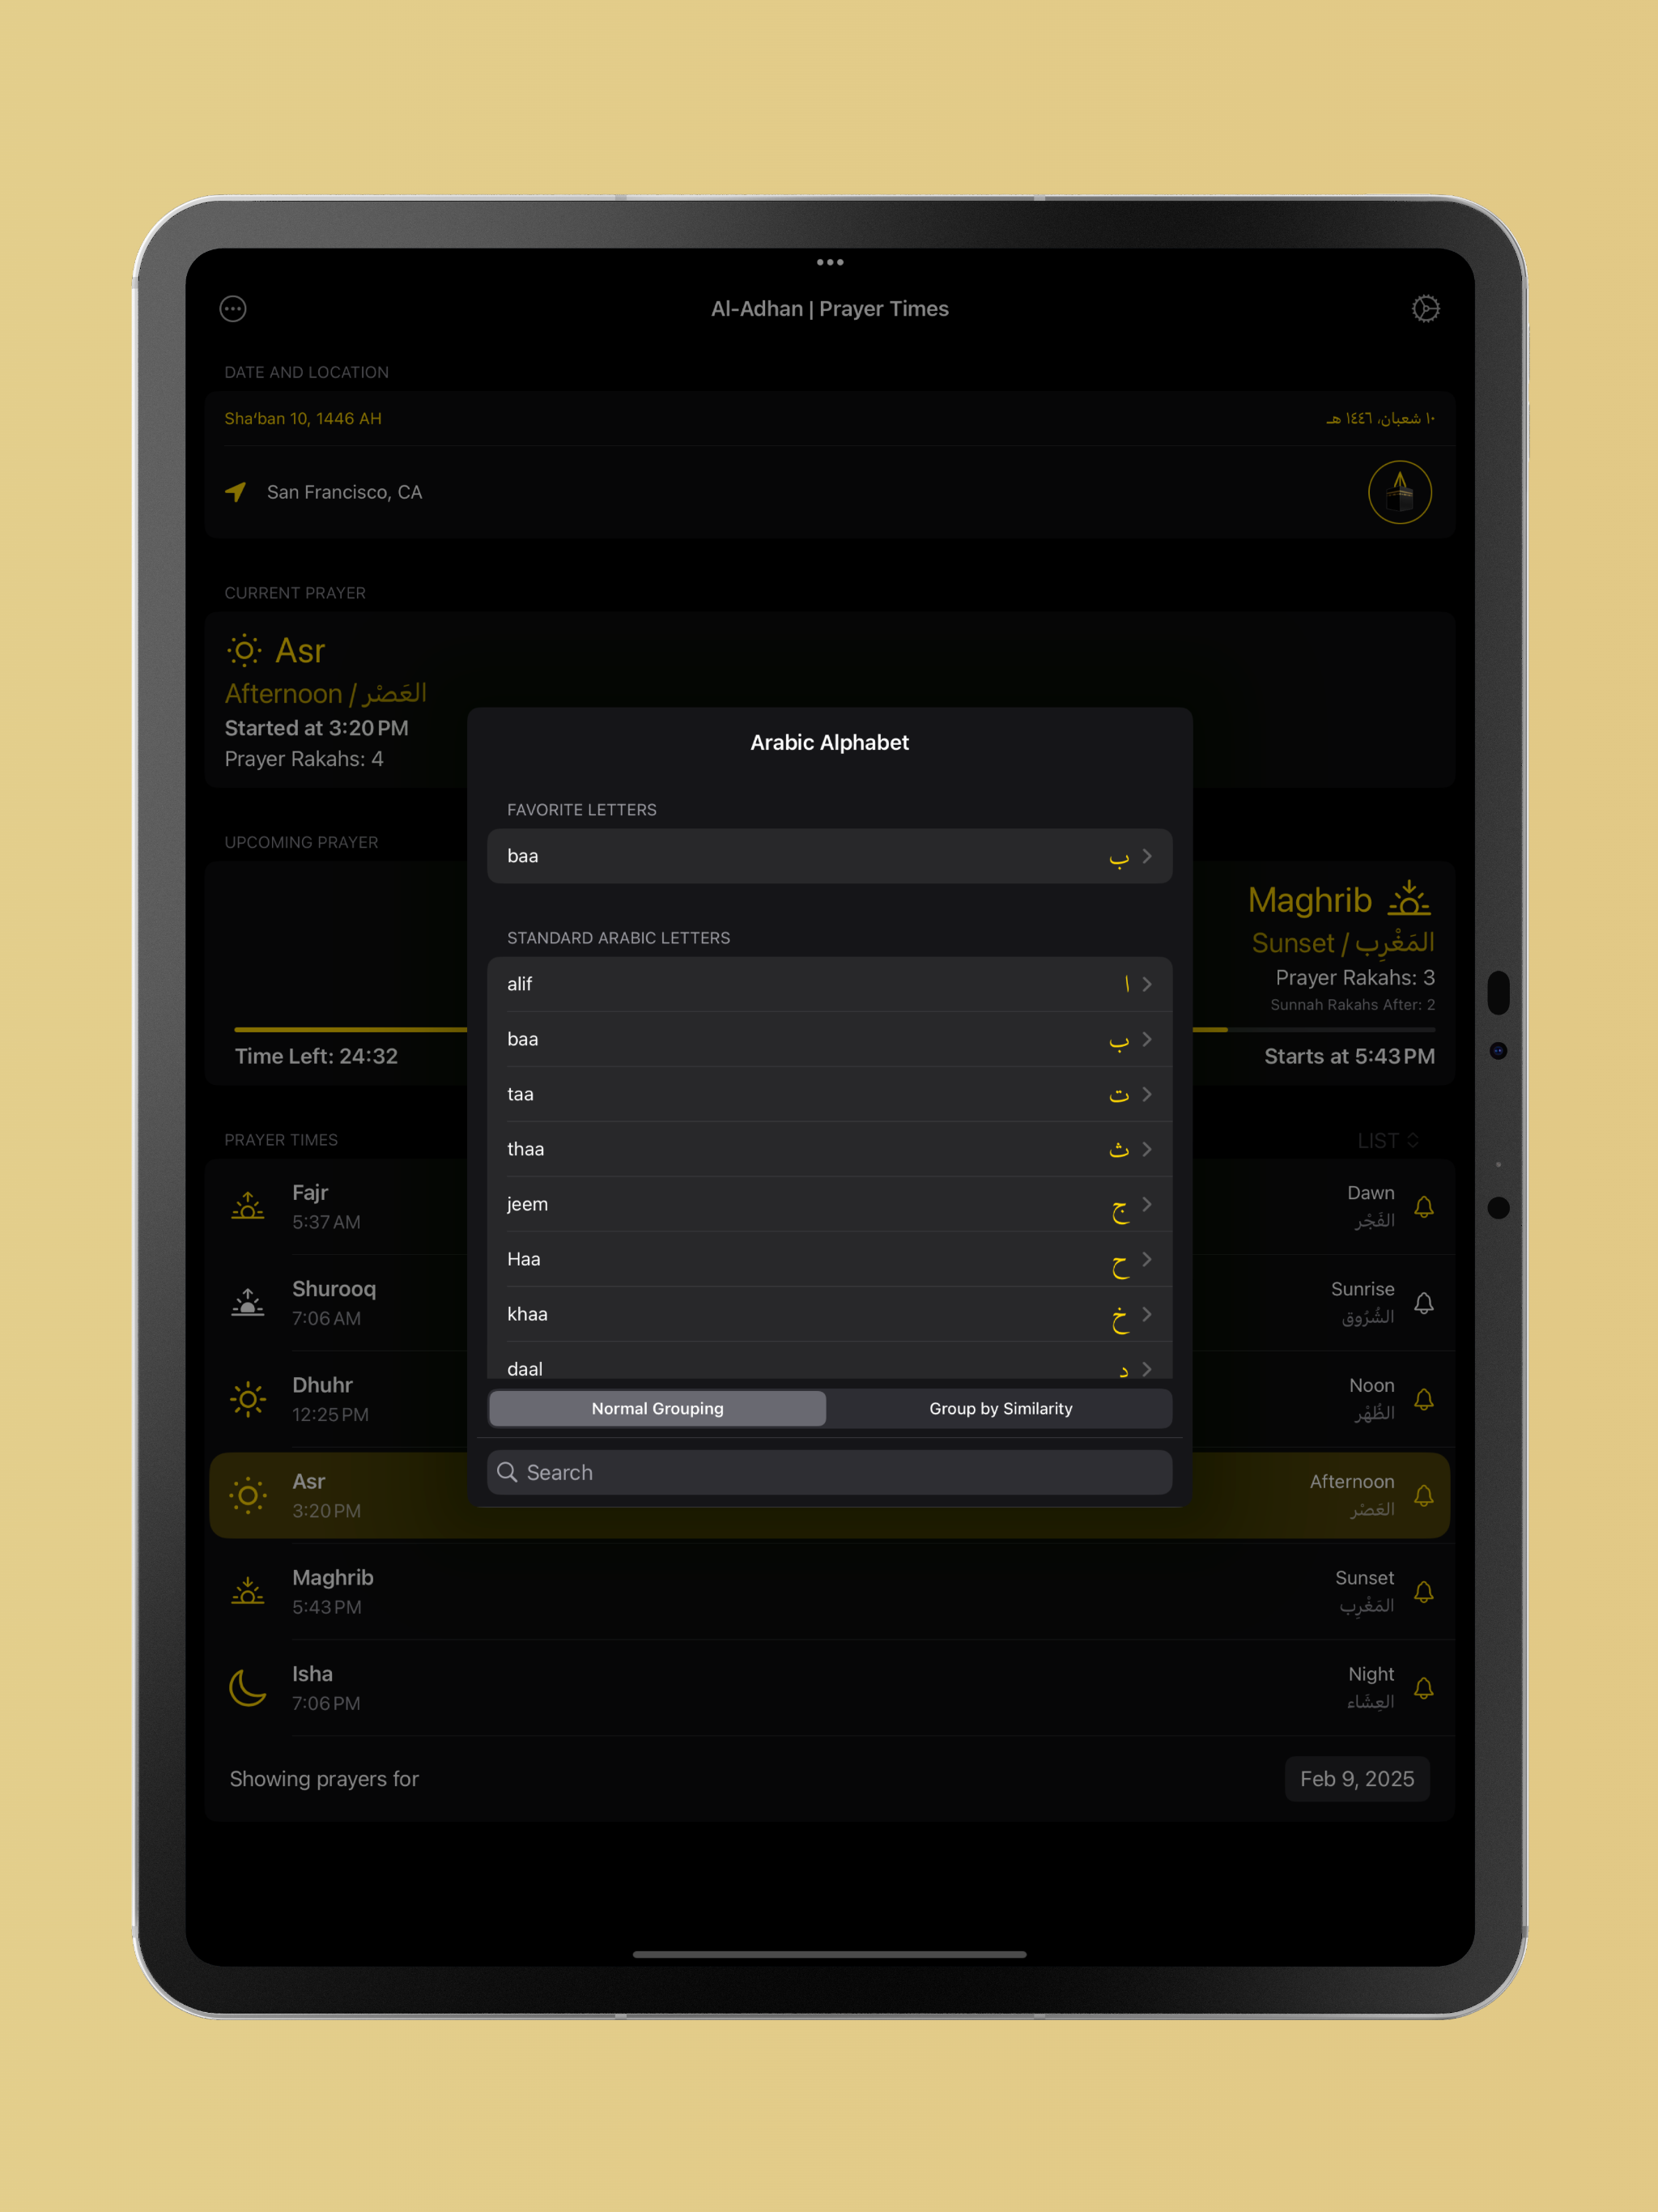 Al-Adhan | Prayer Times
DATE AND LOCATION
Shaʻban 10, 1446 AH
١٠ شعبان، ١٤٤٦ هـ
San Francisco, CA
CURRENT PRAYER
Asr
Afternoon / العَصْر
Started at 3:20 PM
Prayer Rakahs: 4
UPCOMING PRAYER
Maghrib
Sunset / المَغْرِب
Prayer Rakahs: 3
Sunnah Rakahs After: 2
Time Left: 24:32
Starts at 5:43 PM
Arabic Alphabet
FAVORITE LETTERS
baa ب
STANDARD ARABIC LETTERS
alif ا
baa ب
taa ت
thaa ث
jeem ج
Haa ح
khaa خ
daal د
Normal Grouping
Group by Similarity
Search
PRAYER TIMES
LIST
Fajr
5:37 AM
Dawn
الفَجْر
Shurooq
7:06 AM
Sunrise
الشُرُوق
Dhuhr
12:25 PM
Noon
الظُهْر
Asr
3:20 PM
Afternoon
العَصْر
Maghrib
5:43 PM
Sunset
المَغْرِب
Isha
7:06 PM
Night
العِشَاء
Showing prayers for
Feb 9, 2025